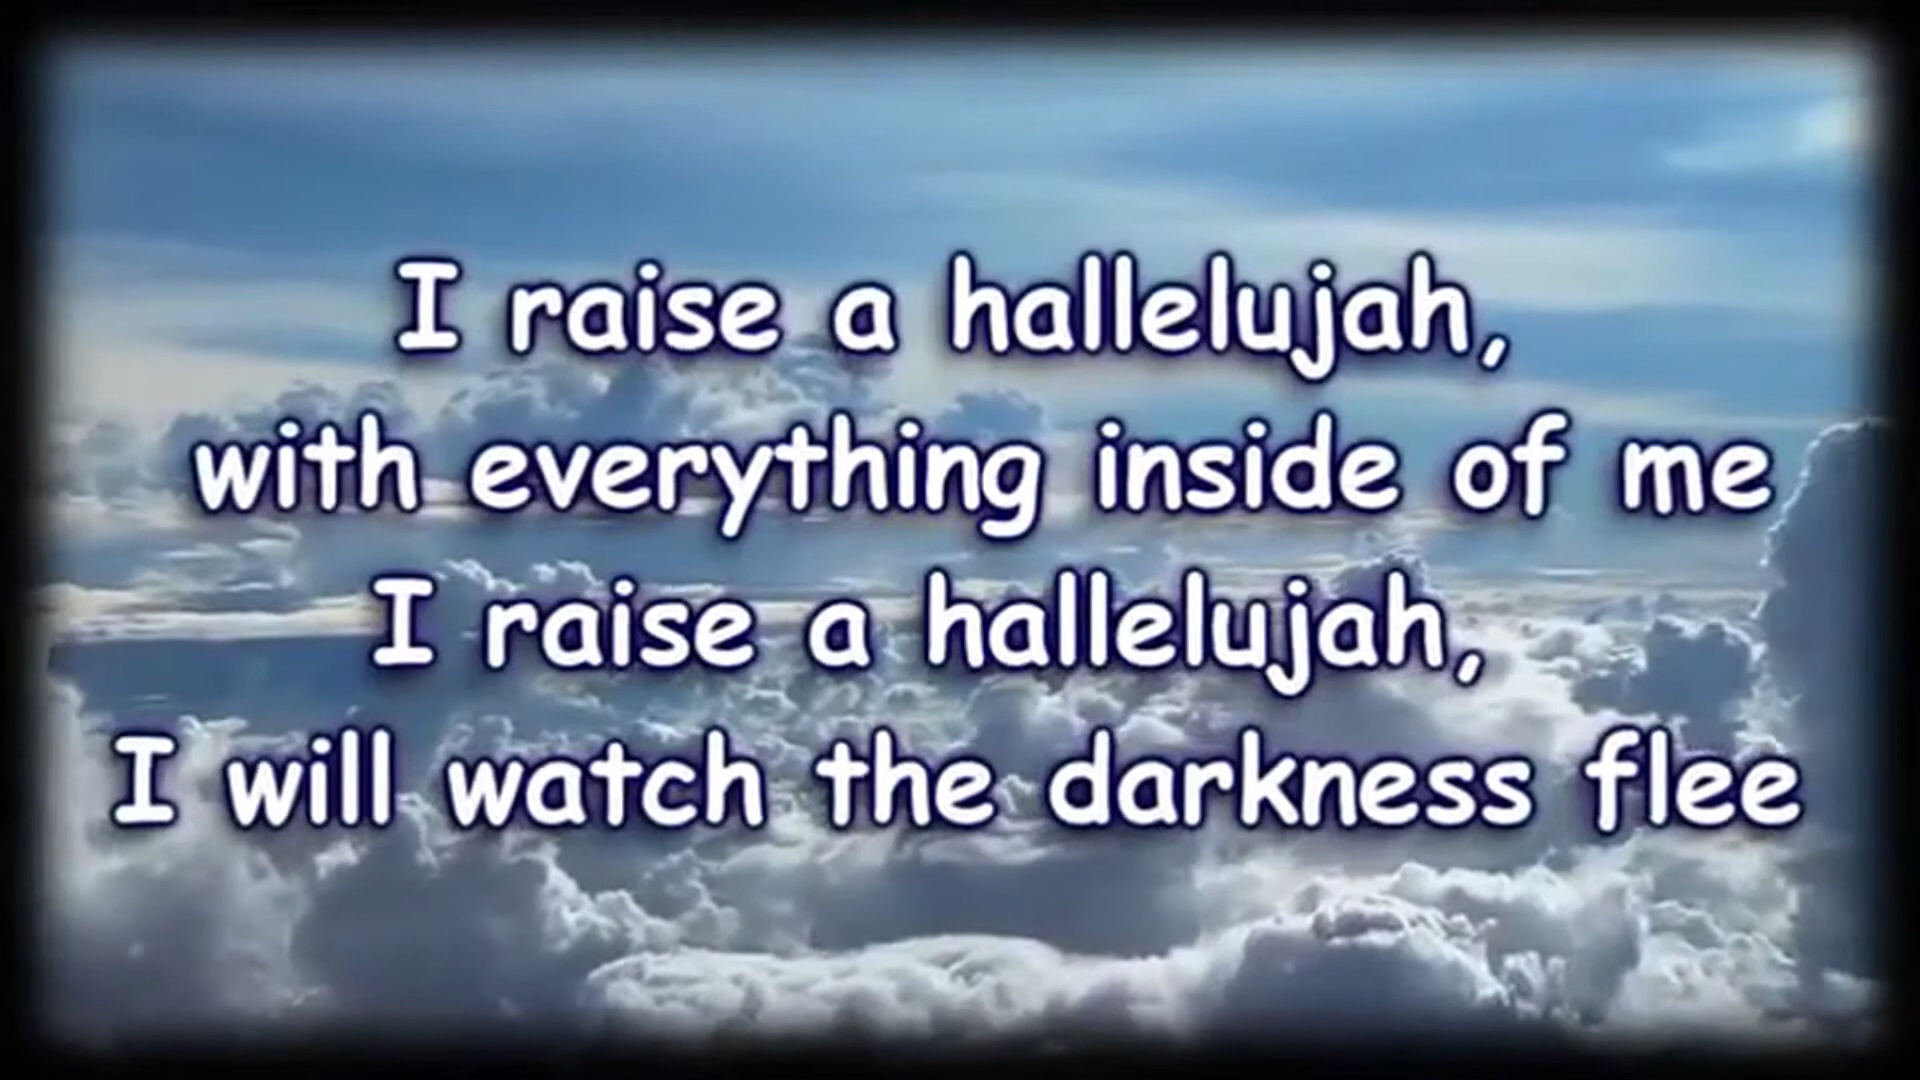 I raise a hallelujah,
with everything inside of me
I raise a hallelujah,
I will watch the darkness flee